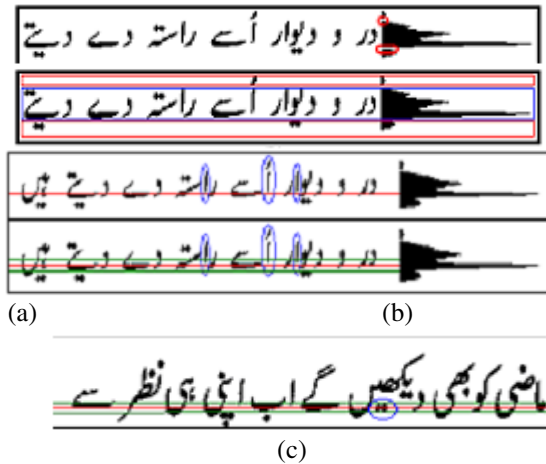 در و دیوار اُسے راستہ دے دیتے
در و دیوار اُسے راستہ دے دیتے
در و دیوار اُسے راستہ دے دیتے ہیں
در و دیوار اُسے راستہ دے دیتے ہیں
(a) (b)
ماضی کو بھی دیکھیں گے اب اپنی ہی نظر سے
(c)